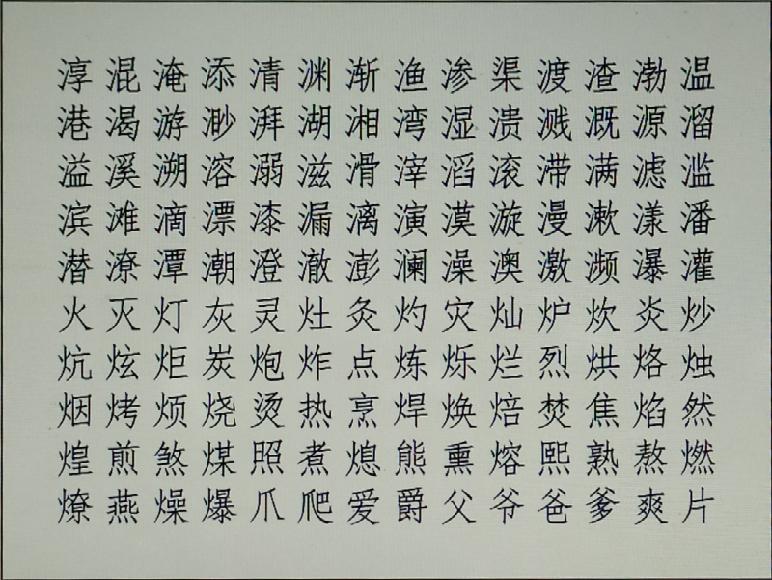 淳混淹添清渊渐渔渗渠渡渣渤温
港渴游渺湃湖湘湾湿溃溅溉源溜
溢溪溯溶溺滋滑滓滔滚滞满滤滥
滨滩滴漂漆漏漓演漠漩漫漱漾潘
潜潦潭潮澄澈澎澜澡澳激濒瀑灌
火灭灯灰灵灶灸灼灾灿炉炊炎炒
炕炫炬炭炮炸点炼烁烂烈烘烙烛
烟烤烦烧烫热烹焊焕焙焚焦焰然
煌煎煞煤照煮熄熊熏熔熙熟熬燃
燎燕燥爆爪爬爱爵父爷爸爹爽片